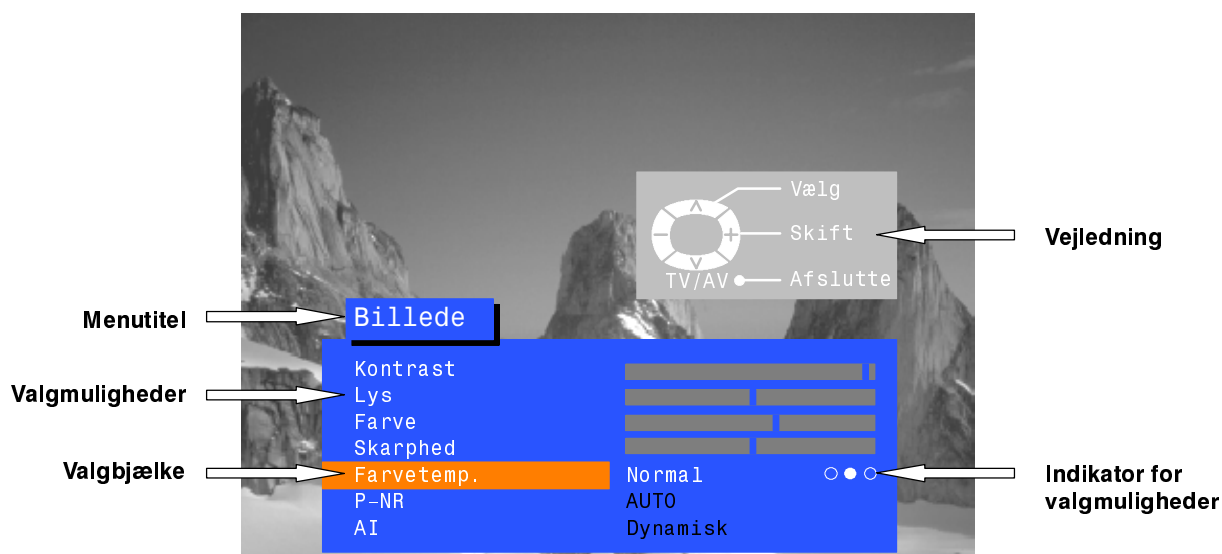 Vælg
Skift
Vejledning
TV/AV Afslutte
Menutitel
Billede
Kontrast
Valgmuligheder
Lys
Farve
Skarphed
Valgbjælke
Farvetemp. Normal
Indikator for
valgmuligheder
P-NR AUTO
AI Dynamisk